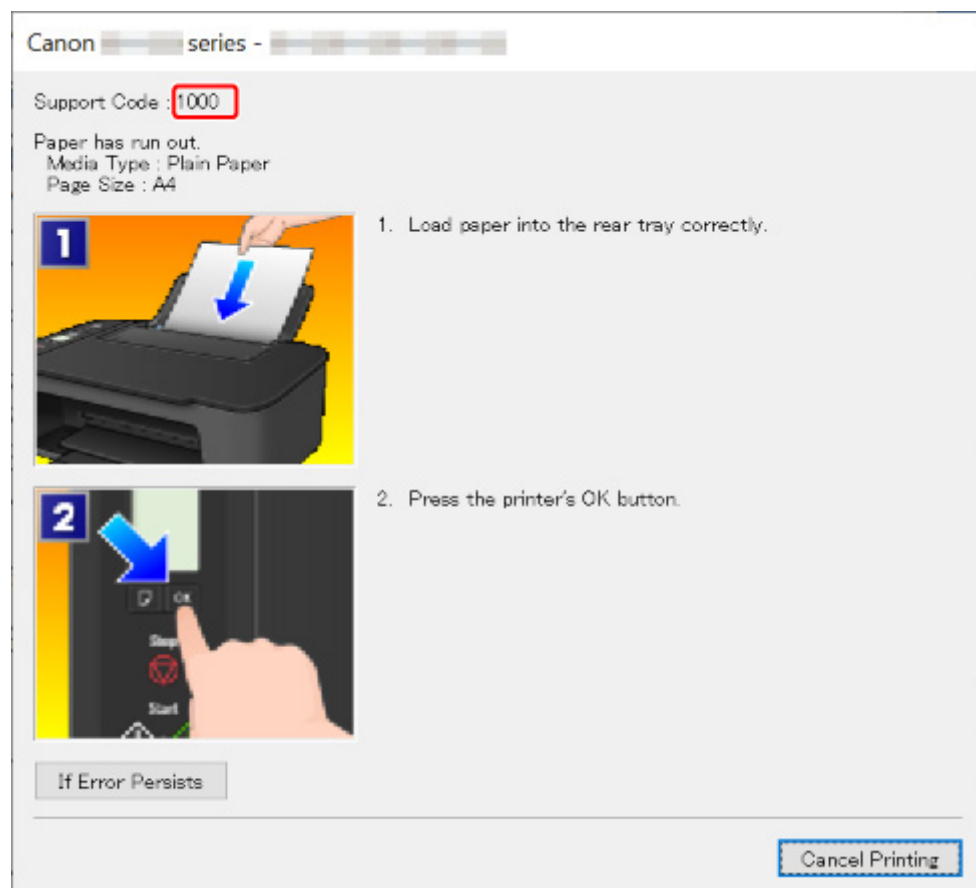 Canon series -
Support Code : 1000
Paper has run out.
Media Type : Plain Paper
Page Size : A4
1
1. Load paper into the rear tray correctly.
2
2. Press the printer's OK button.
OK
Stop
Start
If Error Persists
Cancel Printing